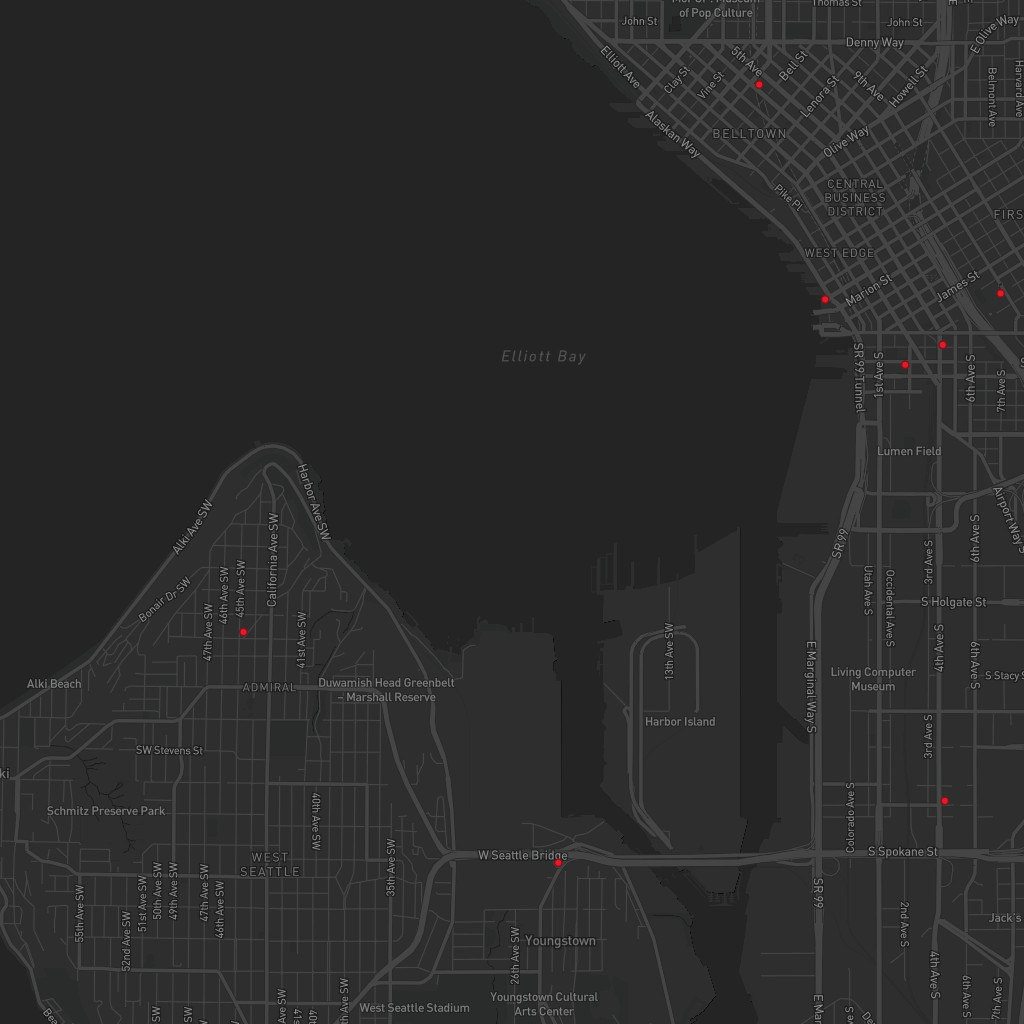 of Pop Culture
Thomas St
John St
John St
Denny Way
E Olive Way
Elliott Ave
Clay St
Vine St
5th Ave
Bell St
Lenora St
9th Ave
Howell St
Belmont Ave
Harvard Ave
Alaskan Way
BELLTOWN
Olive Way
Pike Pl
CENTRAL
BUSINESS
DISTRICT
FIRS
WEST EDGE
Marion St
James St
Elliott Bay
SR 99 Tunnel
1st Ave S
6th Ave S
7th Ave S
Lumen Field
Airport Way S
Alki Ave SW
Harbor Ave SW
California Ave SW
SR 99
3rd Ave S
6th Ave S
Bonair Dr SW
47th Ave SW
46th Ave SW
45th Ave SW
41st Ave SW
Utah Ave S
Occidental Ave S
S Holgate St
13th Ave SW
4th Ave S
6th Ave S
Alki Beach
ADMIRAL
Duwamish Head Greenbelt
– Marshall Reserve
E Marginal Way S
Living Computer
Museum
S Stacy S
Harbor Island
3rd Ave S
SW Stevens St
ki
Schmitz Preserve Park
40th Ave SW
Colorado Ave S
WEST
SEATTLE
35th Ave SW
W Seattle Bridge
S Spokane St
55th Ave SW
52nd Ave SW
51st Ave SW
50th Ave SW
49th Ave SW
47th Ave SW
46th Ave SW
SR 99
2nd Ave S
Jack's
Youngstown
26th Ave SW
4th Ave S
6th Ave S
7th Ave S
West Seattle Stadium
Youngstown Cultural
Arts Center
E Ma